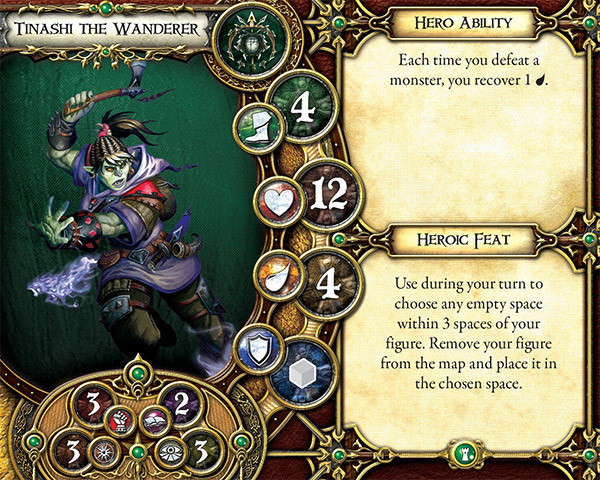 Tinashi the Wanderer
4
12
4
3 2
3 3
Hero Ability
Each time you defeat a
monster, you recover 1 .
Heroic Feat
Use during your turn to
choose any empty space
within 3 spaces of your
figure. Remove your figure
from the map and place it in
the chosen space.